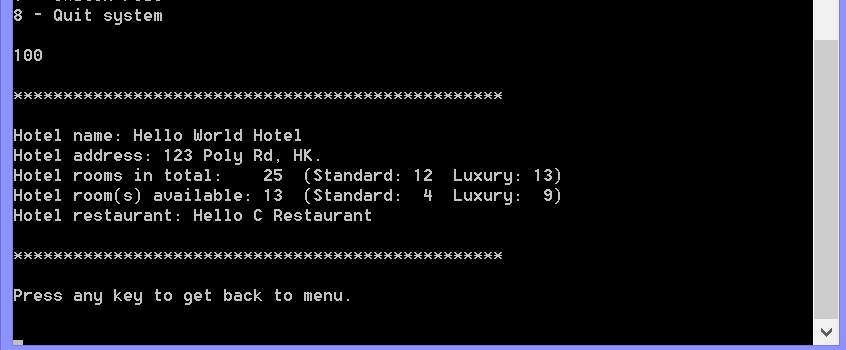 8 - Quit system
100
*************************************************
Hotel name: Hello World Hotel
Hotel address: 123 Poly Rd, HK.
Hotel rooms in total:    25  (Standard: 12  Luxury: 13)
Hotel room(s) available: 13  (Standard:  4  Luxury:  9)
Hotel restaurant: Hello C Restaurant
*************************************************
Press any key to get back to menu.